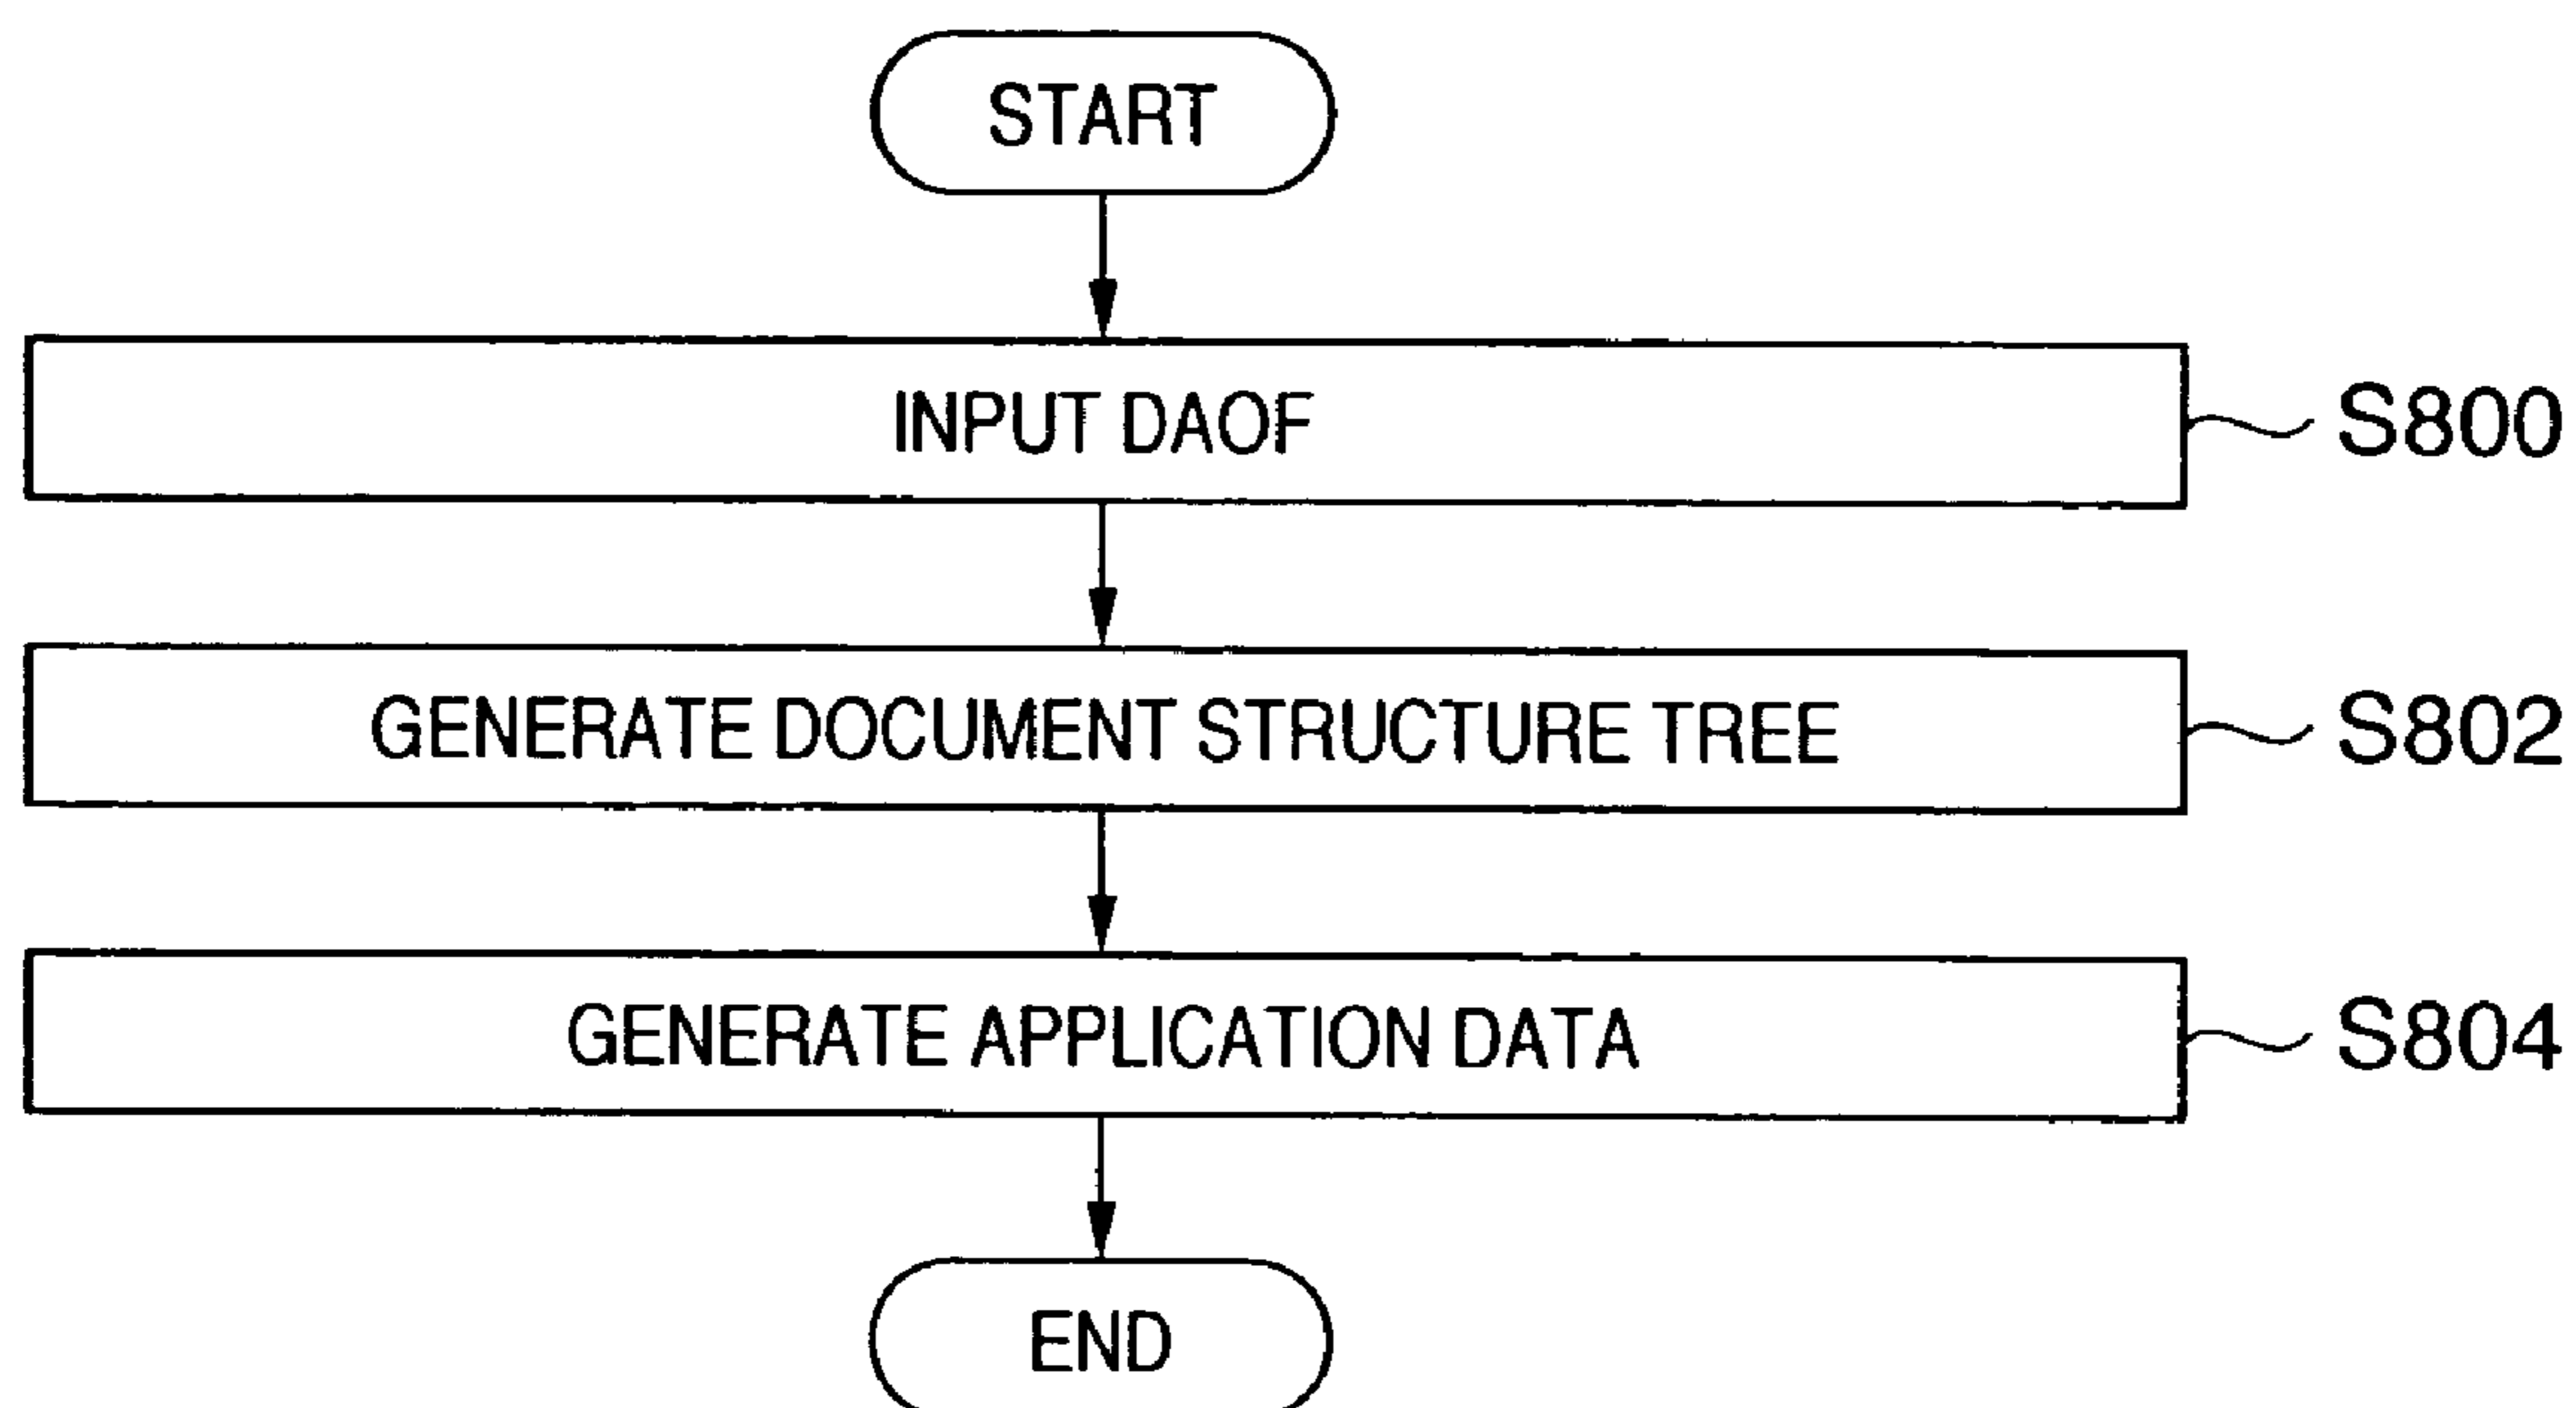 START
INPUT DAOF
S800
GENERATE DOCUMENT STRUCTURE TREE
S802
GENERATE APPLICATION DATA
S804
END